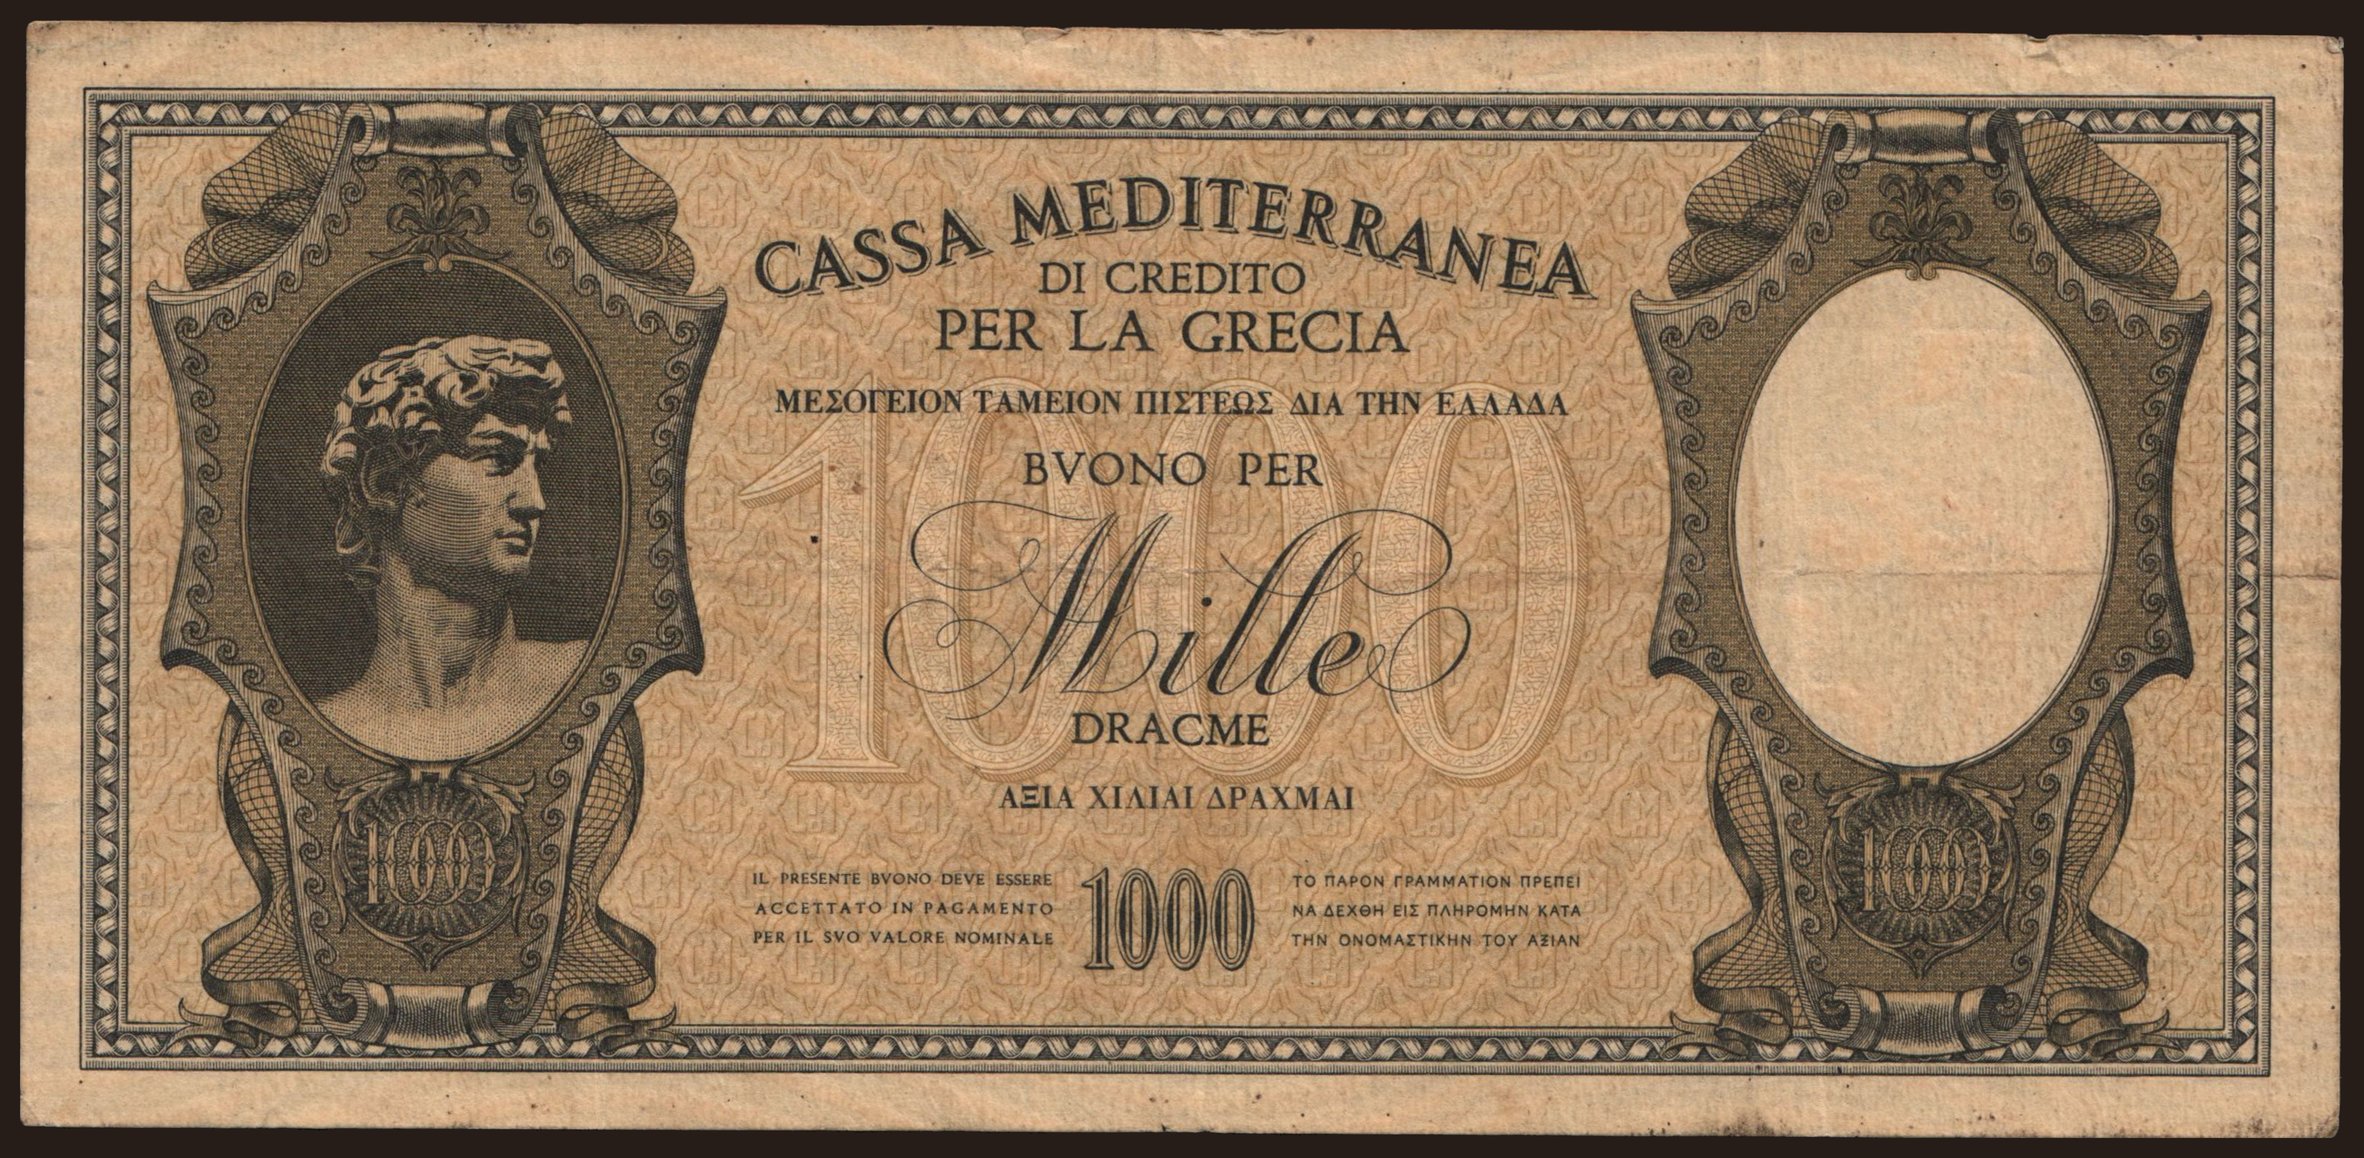 CASSA MEDITERRANEA
DI CREDITO
PER LA GRECIA
ΜΕΣΟΓΕΙΟΝ ΤΑΜΕΙΟΝ ΠΙΣΤΕΩΣ ΔΙΑ ΤΗΝ ΕΛΛΑΔΑ
1000
BVONO PER
Mille
DRACME
ΑΞΙΑ ΧΙΛΙΑΙ ΔΡΑΧΜΑΙ
1000
IL PRESENTE BVONO DEVE ESSERE
ACCETTATO IN PAGAMENTO
PER IL SVO VALORE NOMINALE
1000
ΤΟ ΠΑΡΟΝ ΓΡΑΜΜΑΤΙΟΝ ΠΡΕΠΕΙ
ΝΑ ΔΕΧΘΗ ΕΙΣ ΠΛΗΡΟΜΗΝ ΚΑΤΑ
ΤΗΝ ΟΝΟΜΑΣΤΙΚΗΝ ΤΟΥ ΑΞΙΑΝ
1000